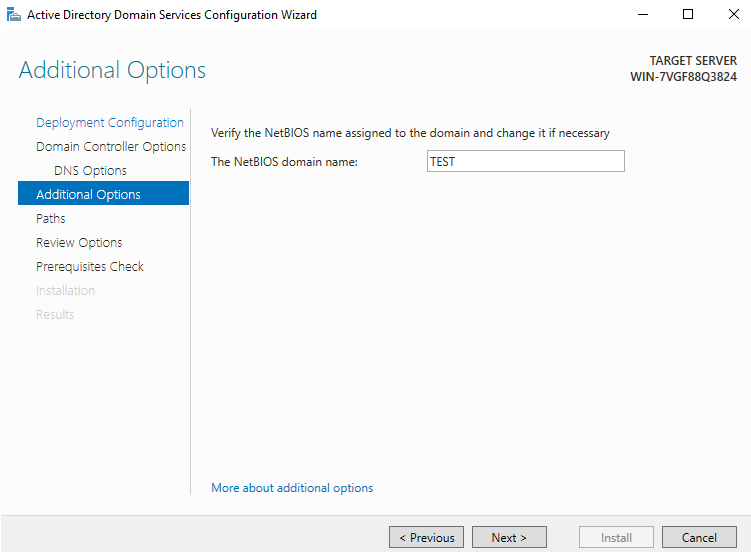 Active Directory Domain Services Configuration Wizard
Additional Options
TARGET SERVER
WIN-7VGF88Q3824
Deployment Configuration
Domain Controller Options
DNS Options
Additional Options
Paths
Review Options
Prerequisites Check
Installation
Results
Verify the NetBIOS name assigned to the domain and change it if necessary
The NetBIOS domain name: TEST
More about additional options
< Previous Next > Install Cancel